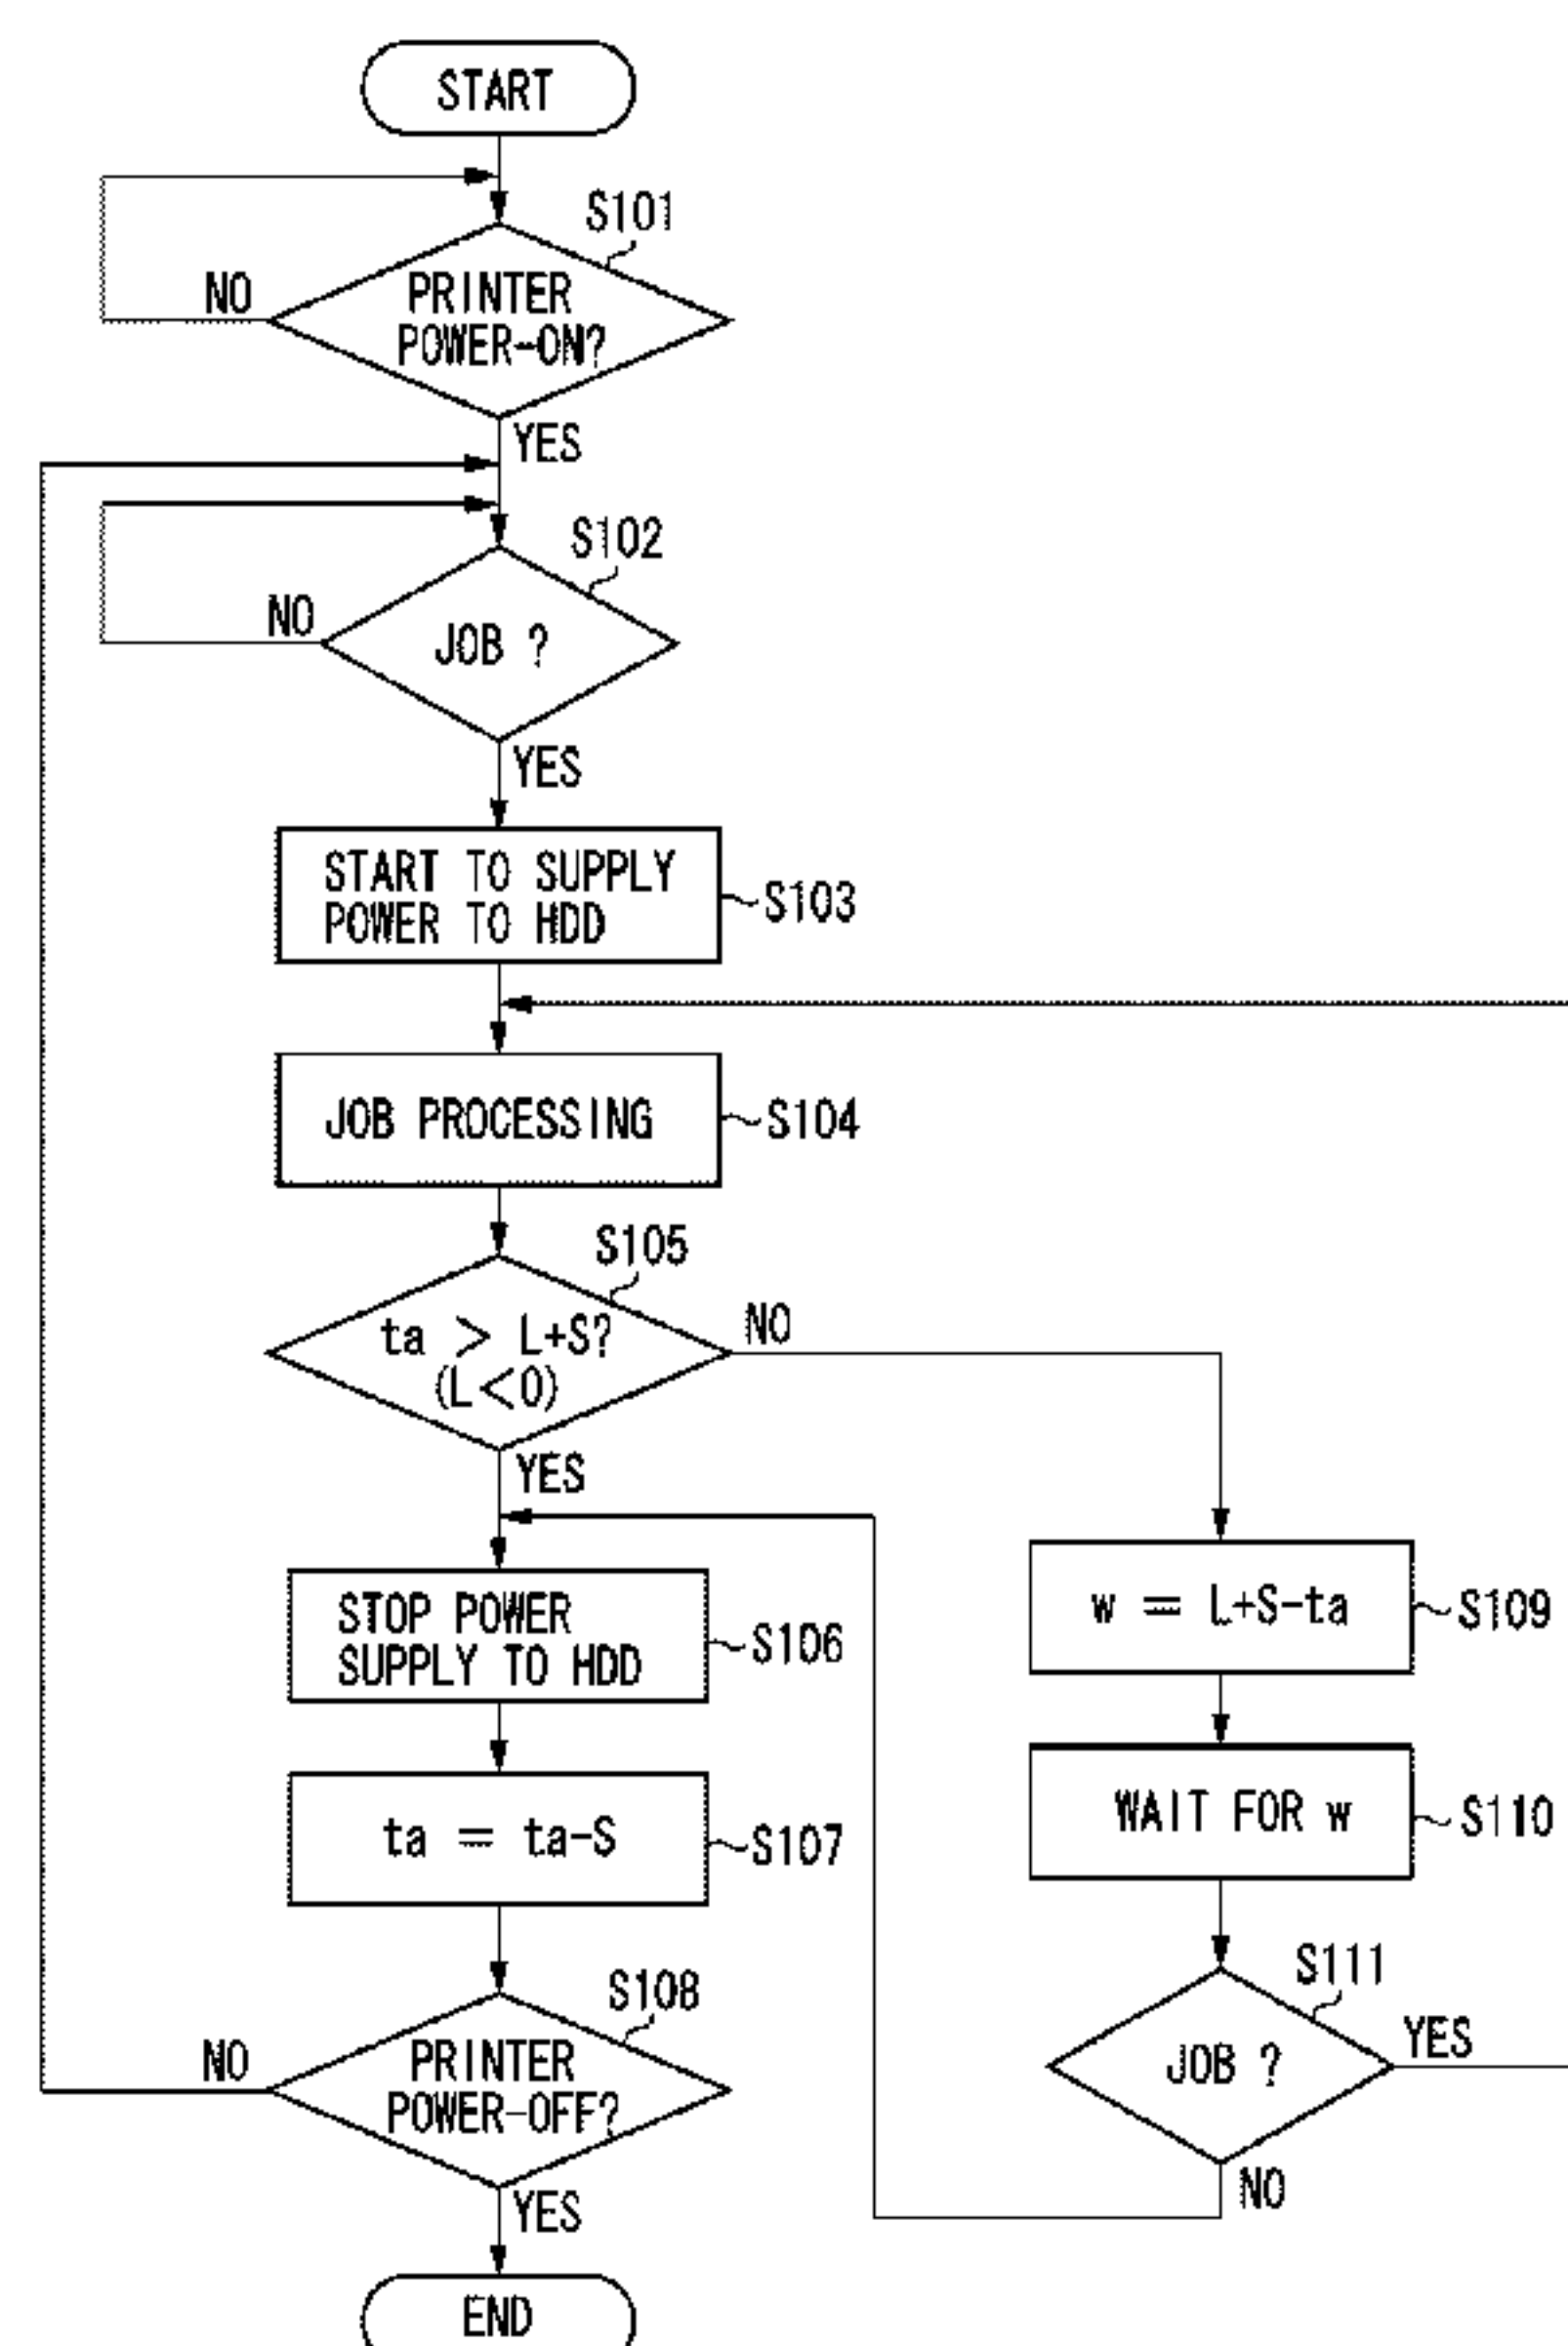 START
S101
NO
PRINTER
POWER-ON?
YES
S102
NO
JOB ?
YES
START TO SUPPLY
POWER TO HDD
S103
JOB PROCESSING
S104
S105
ta > L+S?
(L<0)
NO
YES
STOP POWER
SUPPLY TO HDD
S106
ta = ta-S
S107
S108
NO
PRINTER
POWER-OFF?
YES
END
w = L+S-ta
S109
WAIT FOR w
S110
S111
JOB ?
YES
NO